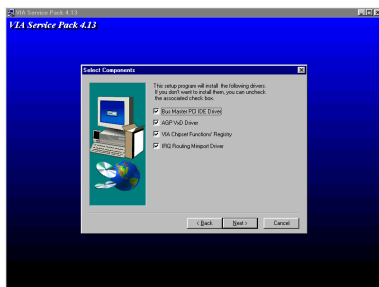 VIA Service Pack 4.13
VIA Service Pack 4.13
Select Components
This setup program will install the following drivers.
If you don't want to install them, you can uncheck
the associated check box.
Bus Master PCI IDE Driver
AGP VxD Driver
VIA Chipset Functions' Registry
IRQ Routing Miniport Driver
< Back
Next >
Cancel